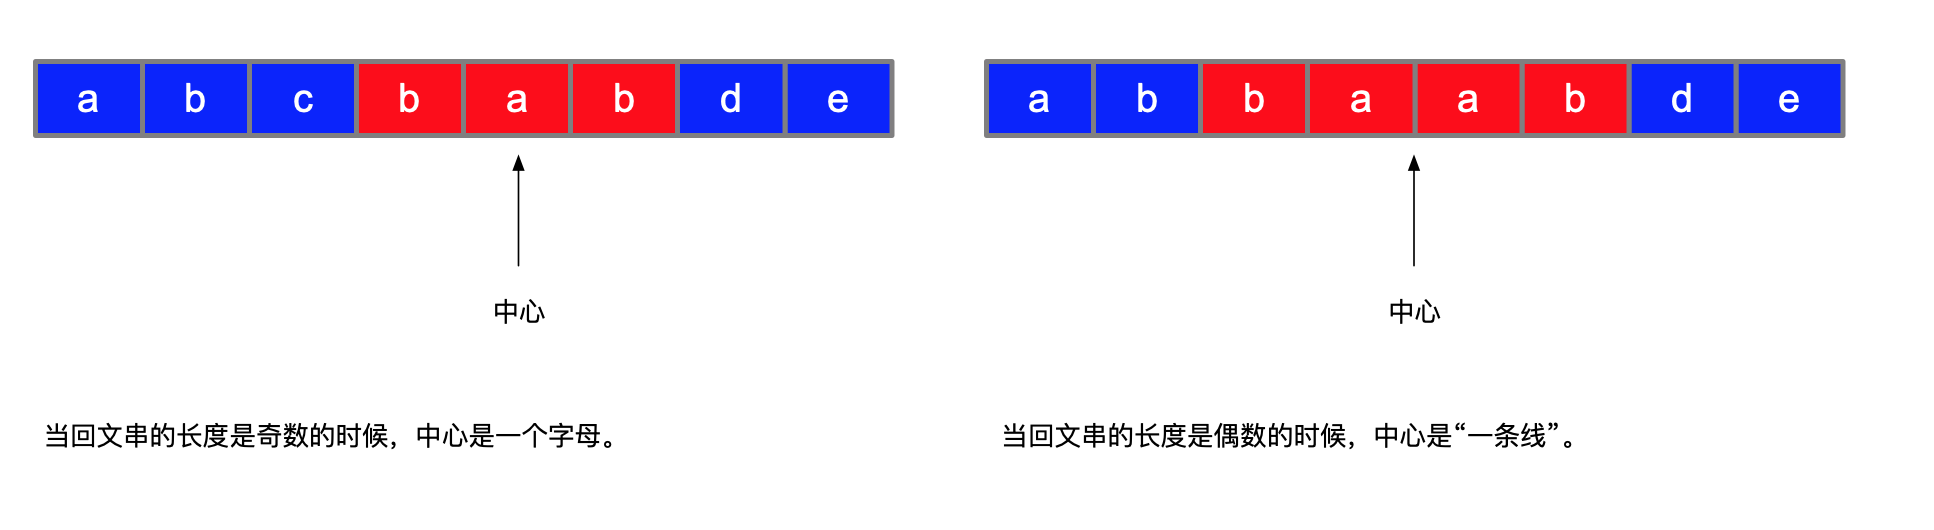 a b c b a b d e
中心
当回文串的长度是奇数的时候，中心是一个字母。
a b b a a b d e
中心
当回文串的长度是偶数的时候，中心是“一条线”。